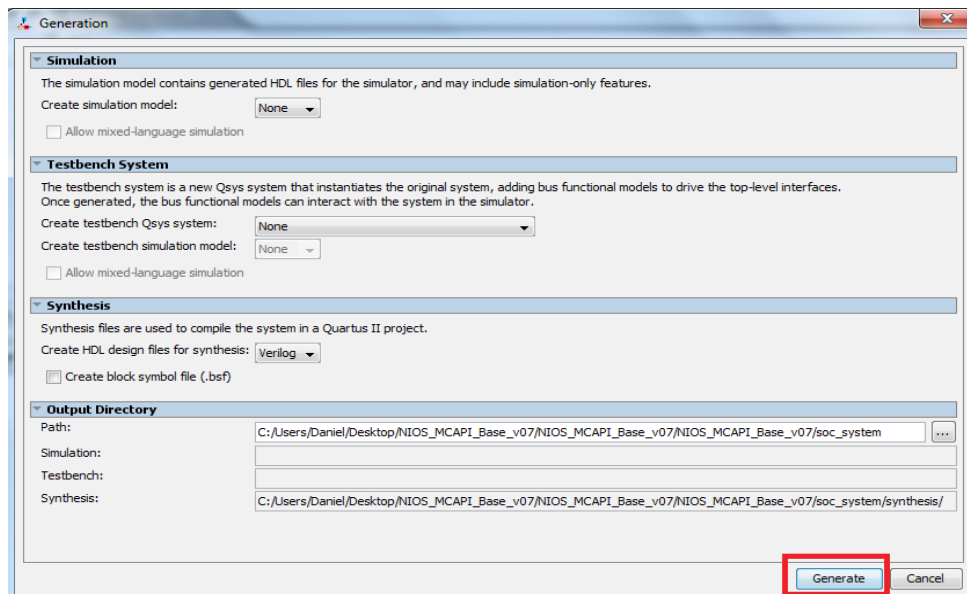 Generation
Simulation
The simulation model contains generated HDL files for the simulator, and may include simulation-only features.
Create simulation model: None
Allow mixed-language simulation
Testbench System
The testbench system is a new Qsys system that instantiates the original system, adding bus functional models to drive the top-level interfaces.
Once generated, the bus functional models can interact with the system in the simulator.
Create testbench Qsys system: None
Create testbench simulation model: None
Allow mixed-language simulation
Synthesis
Synthesis files are used to compile the system in a Quartus II project.
Create HDL design files for synthesis: Verilog
Create block symbol file (.bsf)
Output Directory
Path: C:/Users/Daniel/Desktop/NIOS_MCAPI_Base_v07/NIOS_MCAPI_Base_v07/NIOS_MCAPI_Base_v07/soc_system ...
Simulation:
Testbench:
Synthesis: C:/Users/Daniel/Desktop/NIOS_MCAPI_Base_v07/NIOS_MCAPI_Base_v07/NIOS_MCAPI_Base_v07/soc_system/synthesis/
Generate Cancel